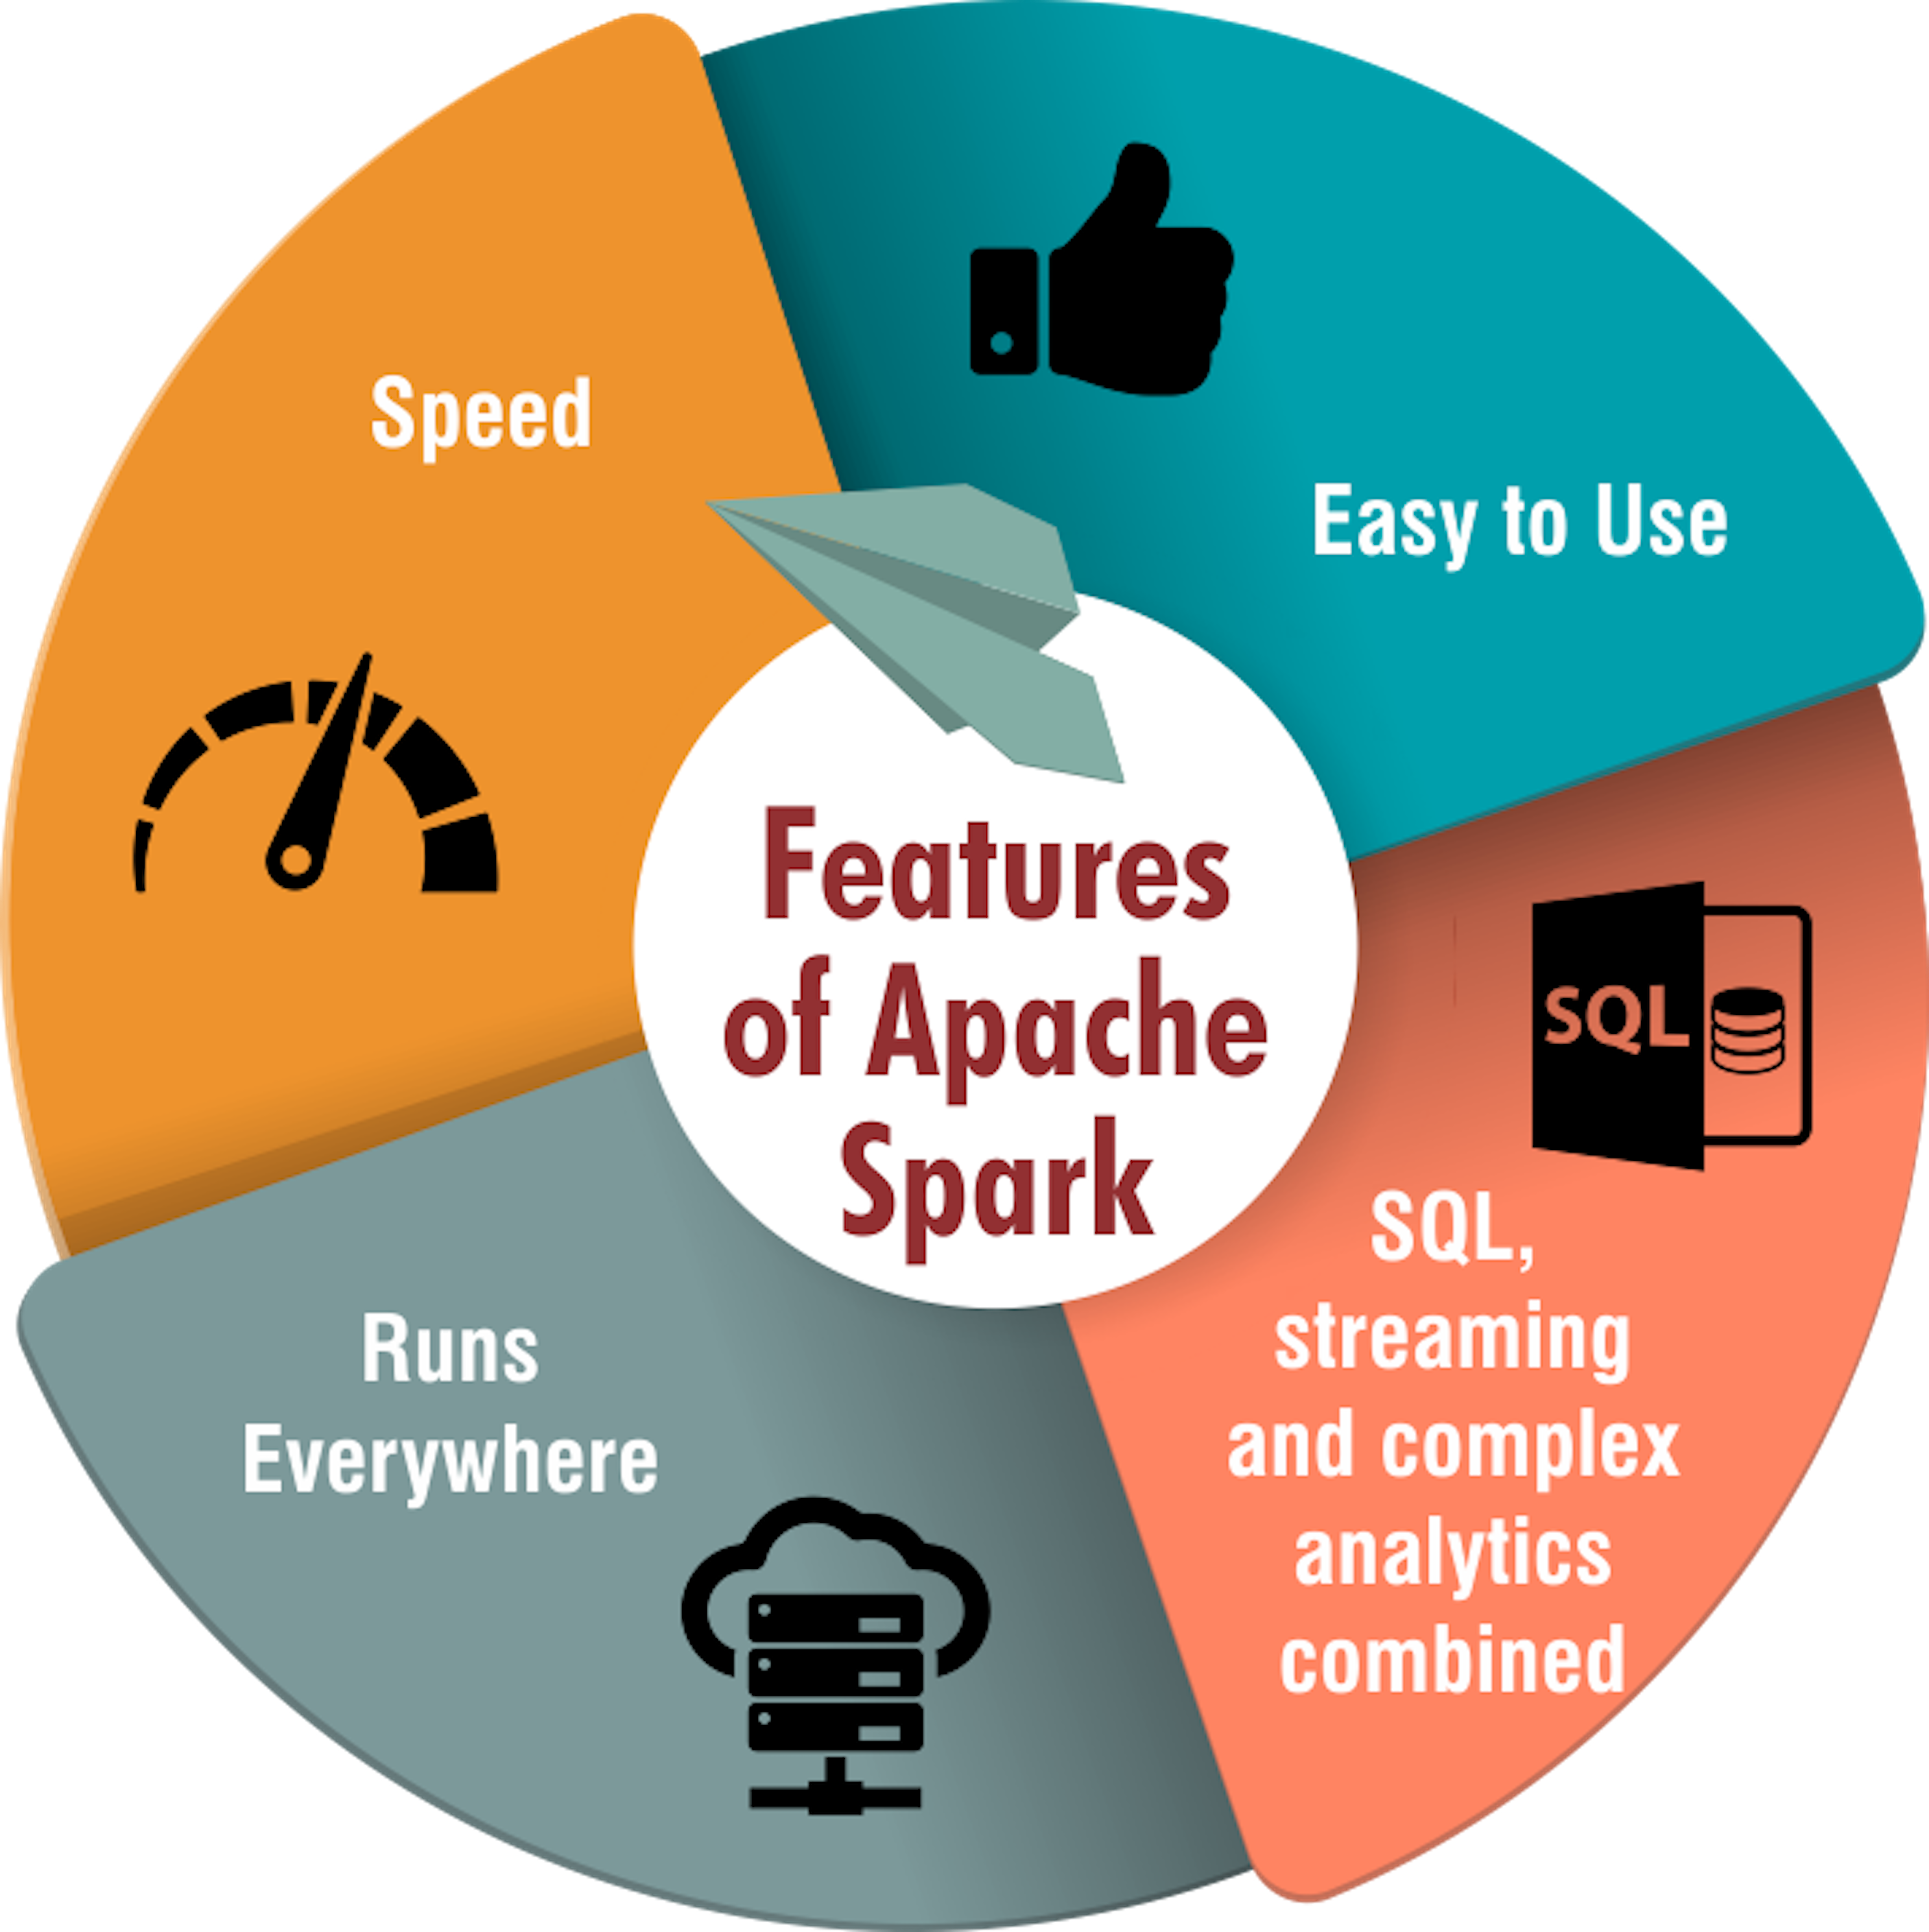 Speed
Easy to Use
Features
of Apache
Spark
SQL
SQL,
streaming
and complex
analytics
combined
Runs
Everywhere